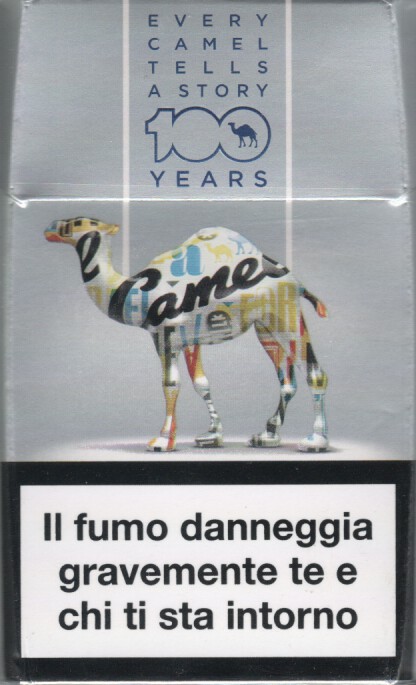 EVERY
CAMEL
TELLS
A STORY
100
YEARS
Camel
Il fumo danneggia
gravemente te e
chi ti sta intorno